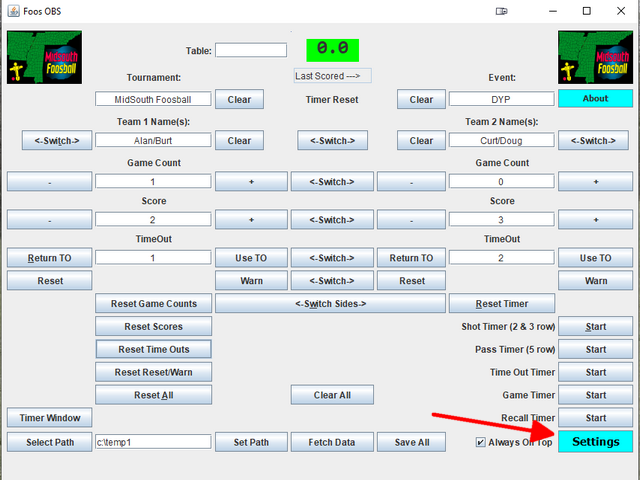 Foos OBS
Table:
0.0
MidSouth
Foosball
MidSouth
Foosball
Tournament:
Last Scored --->
Event:
MidSouth Foosball
Clear
Timer Reset
Clear
DYP
About
Team 1 Name(s):
Team 2 Name(s):
<-Switch->
Alan/Burt
Clear
<-Switch->
Clear
Curt/Doug
<-Switch->
Game Count
Game Count
-
1
+
<-Switch->
-
0
+
Score
Score
-
2
+
<-Switch->
-
3
+
TimeOut
TimeOut
Return TO
1
Use TO
<-Switch->
Return TO
2
Use TO
Reset
Warn
<-Switch->
Reset
Warn
Reset Game Counts
<-Switch Sides->
Reset Timer
Reset Scores
Shot Timer (2 & 3 row)
Start
Reset Time Outs
Pass Timer (5 row)
Start
Reset Reset/Warn
Time Out Timer
Start
Reset All
Clear All
Game Timer
Start
Timer Window
Recall Timer
Start
Select Path
c:\temp1
Set Path
Fetch Data
Save All
Always On Top
Settings